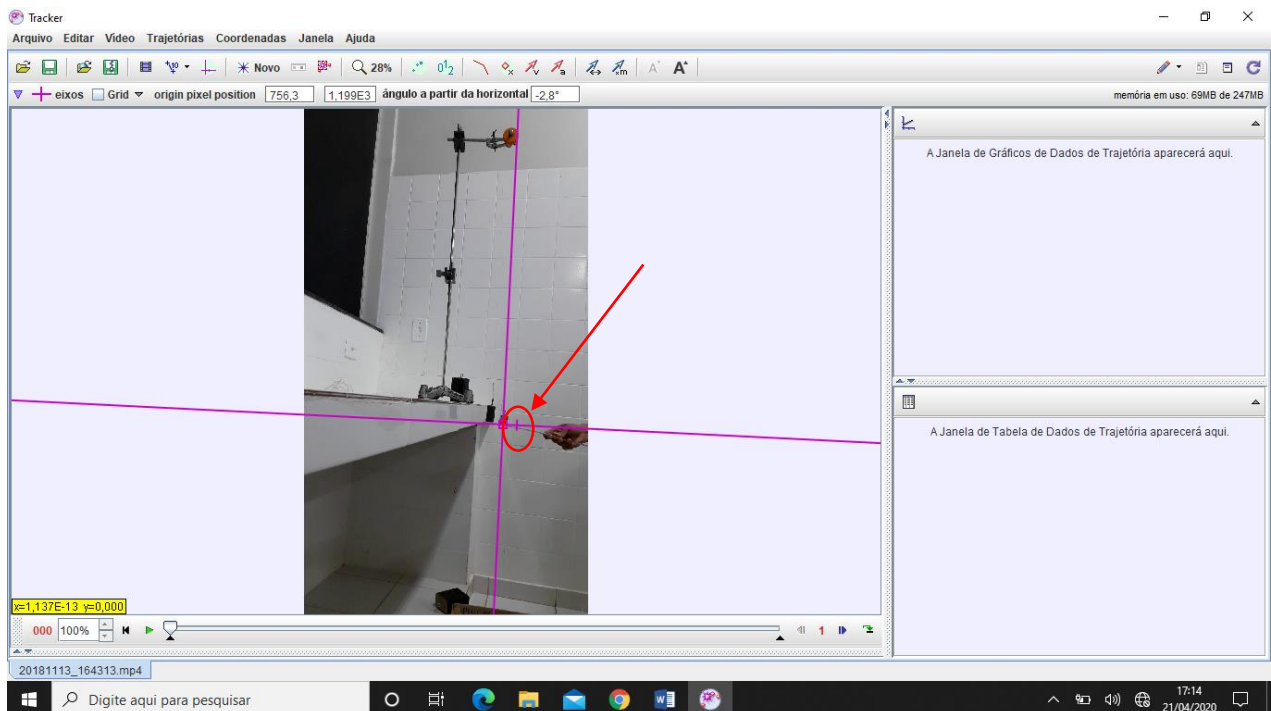 Tracker
Arquivo Editar Video Trajetórias Coordenadas Janela Ajuda
Novo 28%
eixos Grid origin pixel position 756,3 1,199E3 ângulo a partir da horizontal -2,8° memória em uso: 69MB de 247MB
A Janela de Gráficos de Dados de Trajetória aparecerá aqui.
A Janela de Tabela de Dados de Trajetória aparecerá aqui.
x=1,137E-13 y=0,000
000 100% 1
20181113_164313.mp4
Digite aqui para pesquisar
17:14
21/04/2020